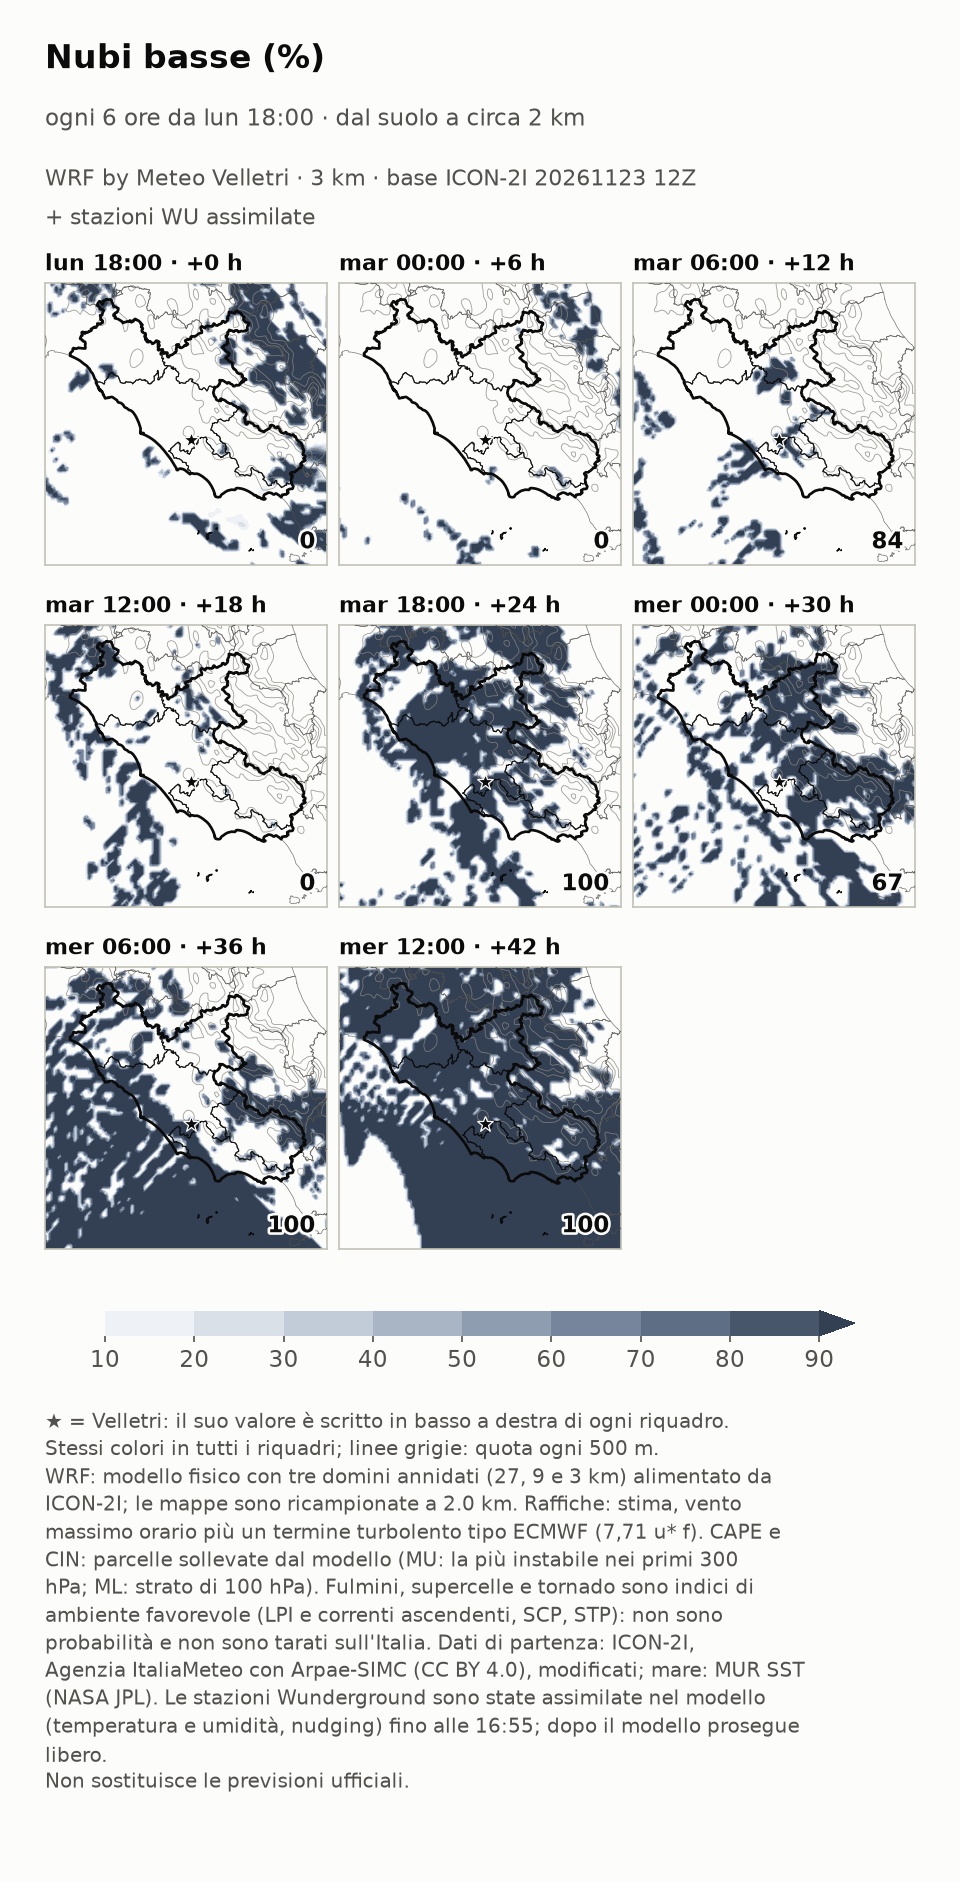 Nubi basse (%)
ogni 6 ore da lun 18:00 · dal suolo a circa 2 km
WRF by Meteo Velletri · 3 km · base ICON-2I 20261123 12Z
+ stazioni WU assimilate
lun 18:00 · +0 h
mar 00:00 · +6 h
mar 06:00 · +12 h
0
0
84
mar 12:00 · +18 h
mar 18:00 · +24 h
mer 00:00 · +30 h
0
100
67
mer 06:00 · +36 h
mer 12:00 · +42 h
100
100
10 20 30 40 50 60 70 80 90
★ = Velletri: il suo valore è scritto in basso a destra di ogni riquadro.
Stessi colori in tutti i riquadri; linee grigie: quota ogni 500 m.
WRF: modello fisico con tre domini annidati (27, 9 e 3 km) alimentato da
ICON-2I; le mappe sono ricampionate a 2.0 km. Raffiche: stima, vento
massimo orario più un termine turbolento tipo ECMWF (7,71 u* f). CAPE e
CIN: parcelle sollevate dal modello (MU: la più instabile nei primi 300
hPa; ML: strato di 100 hPa). Fulmini, supercelle e tornado sono indici di
ambiente favorevole (LPI e correnti ascendenti, SCP, STP): non sono
probabilità e non sono tarati sull'Italia. Dati di partenza: ICON-2I,
Agenzia ItaliaMeteo con Arpae-SIMC (CC BY 4.0), modificati; mare: MUR SST
(NASA JPL). Le stazioni Wunderground sono state assimilate nel modello
(temperatura e umidità, nudging) fino alle 16:55; dopo il modello prosegue
libero.
Non sostituisce le previsioni ufficiali.